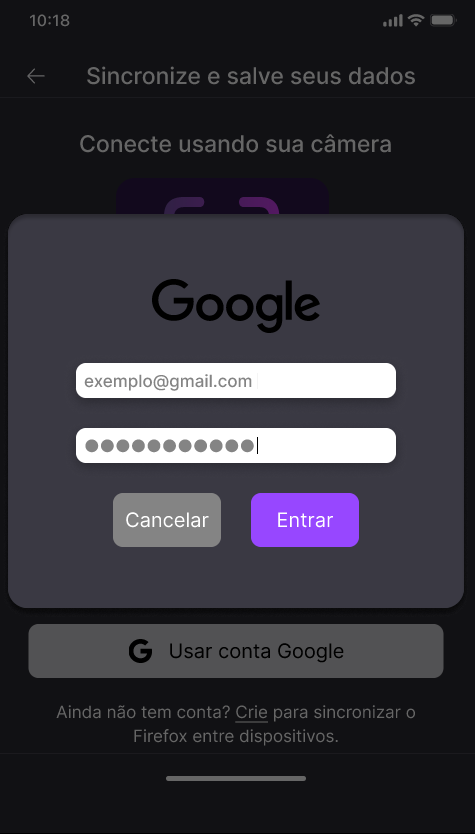 10:18
Sincronize e salve seus dados
Conecte usando sua câmera
Google
exemplo@gmail.com
●●●●●●●●●●●
Cancelar
Entrar
Usar conta Google
Ainda não tem conta? Crie para sincronizar o
Firefox entre dispositivos.